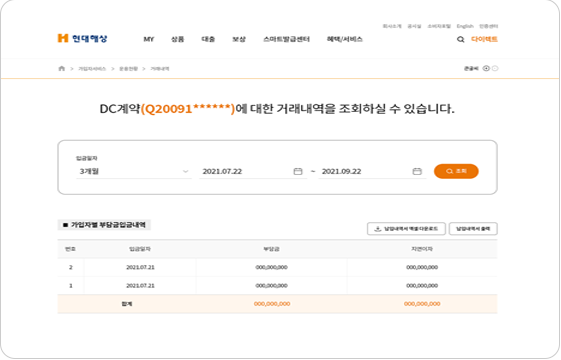 회사소개 공시실 소비자포털 English 인증센터
현대해상 MY 상품 대출 보상 스마트발급센터 혜택/서비스 다이렉트
> 가입자서비스 > 운용현황 > 거래내역 큰글씨
DC계약(Q20091******)에 대한 거래내역을 조회하실 수 있습니다.
입금일자
3개월 2021.07.22 ~ 2021.09.22 조회
■ 가입자별 부담금입금내역 납입내역서 엑셀 다운로드 납입내역서 출력
번호 입금일자 부담금 지연이자
2 2021.07.21 000,000,000 000,000,000
1 2021.07.21 000,000,000 000,000,000
합계 000,000,000 000,000,000